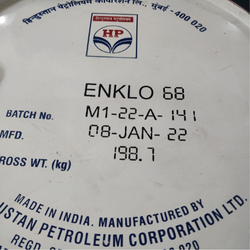 हिन्दुस्तान पेट्रोलियम कार्पोरेशन लि., मुंबई - 400 020
HP
ENKLO 68
BATCH No. M1-22-A-141
MFD. 08-JAN-22
ROSS WT. (kg) 198.7
MADE IN INDIA. MANUFACTURED BY
USTAN PETROLEUM CORPORATION LTD.
REGD.